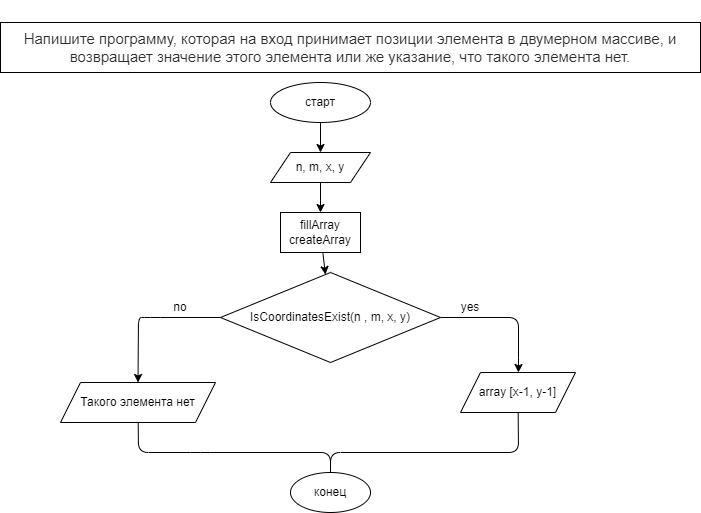 Напишите программу, которая на вход принимает позиции элемента в двумерном массиве, и
возвращает значение этого элемента или же указание, что такого элемента нет.
старт
n, m, x, y
fillArray
createArray
no
IsCoordinatesExist(n , m, x, y)
yes
Такого элемента нет
array [x-1, y-1]
конец